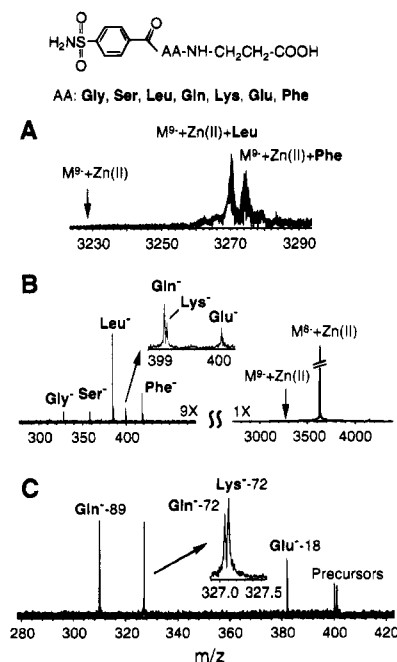 H₂NS AA-NH-CH₂CH₂-COOH
AA: Gly, Ser, Leu, Gln, Lys, Glu, Phe
A
M⁹⁻+Zn(II)+Leu
M⁹⁻+Zn(II)+Phe
M⁹⁻+Zn(II)
3230 3250 3270 3290
B
Gln⁻
Lys⁻
Glu⁻
399 400
Leu⁻
Gly⁻ Ser⁻ Phe⁻
M⁸⁻+Zn(II)
M⁹⁻+Zn(II)
9X 1X
300 350 400 3000 3500 4000
C
Lys⁻-72
Gln⁻-72
Gln⁻-89
Glu⁻-18
Precursors
327.0 327.5
280 300 320 340 360 380 400 420
m/z